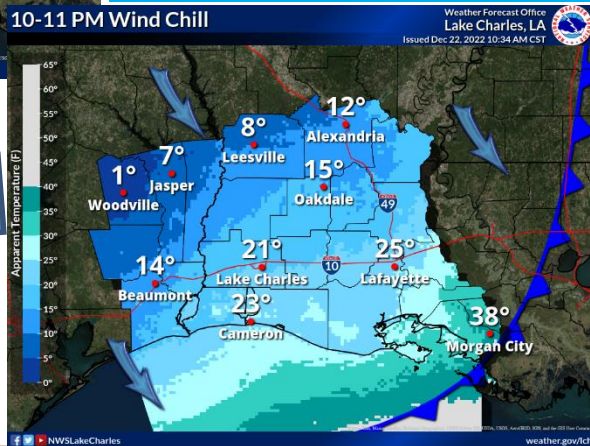 10-11 PM Wind Chill
Weather Forecast Office
Lake Charles, LA
Issued Dec 22, 2022 10:34 AM CST
Apparent Temperature (F)
65°
60°
55°
50°
45°
40°
35°
30°
25°
20°
15°
10°
5°
0°
12°
Alexandria
8°
Leesville
7°
Jasper
1°
Woodville
15°
Oakdale
49
21°
Lake Charles
10
25°
Lafayette
14°
Beaumont
23°
Cameron
38°
Morgan City
NWSLakeCharles
weather.gov/lch